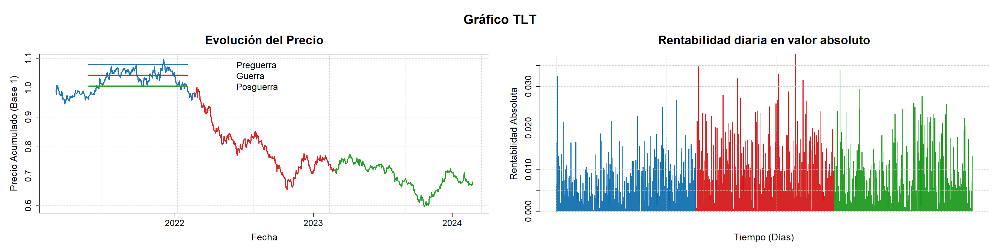 Gráfico TLT
Evolución del Precio
Precio Acumulado (Base 1)
1.1
1.0
0.9
0.8
0.7
0.6
Preguerra
Guerra
Posguerra
2022
2023
2024
Fecha
Rentabilidad diaria en valor absoluto
Rentabilidad Absoluta
0.030
0.020
0.010
0.000
Tiempo (Días)